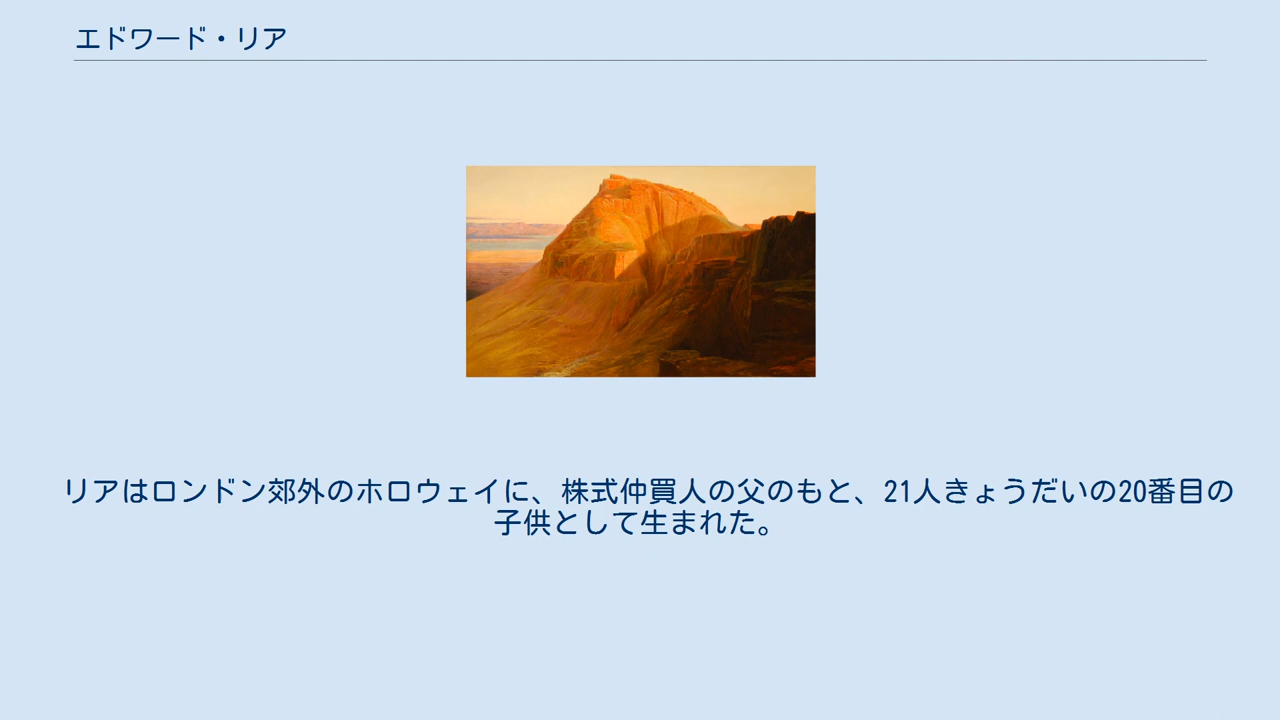 エドワード・リア
リアはロンドン郊外のホロウェイに、株式仲買人の父のもと、21人きょうだいの20番目の
子供として生まれた。